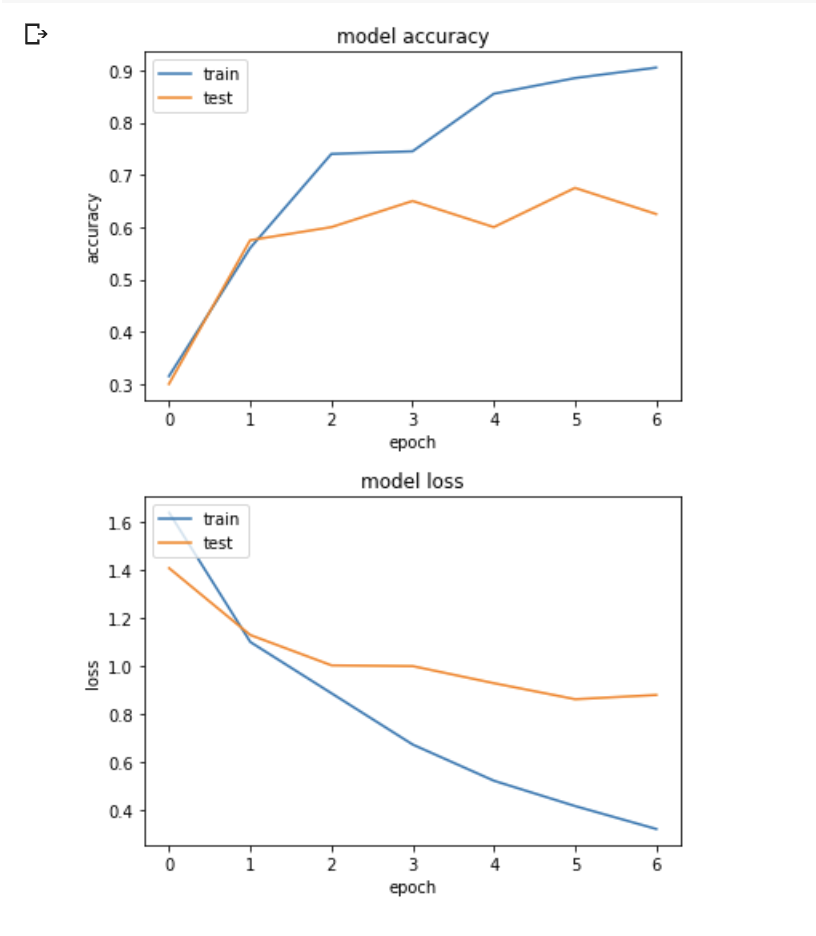 model accuracy
train
test
0.9
0.8
0.7
0.6
0.5
0.4
0.3
accuracy
0 1 2 3 4 5 6
epoch
model loss
train
test
1.6
1.4
1.2
1.0
0.8
0.6
0.4
loss
0 1 2 3 4 5 6
epoch